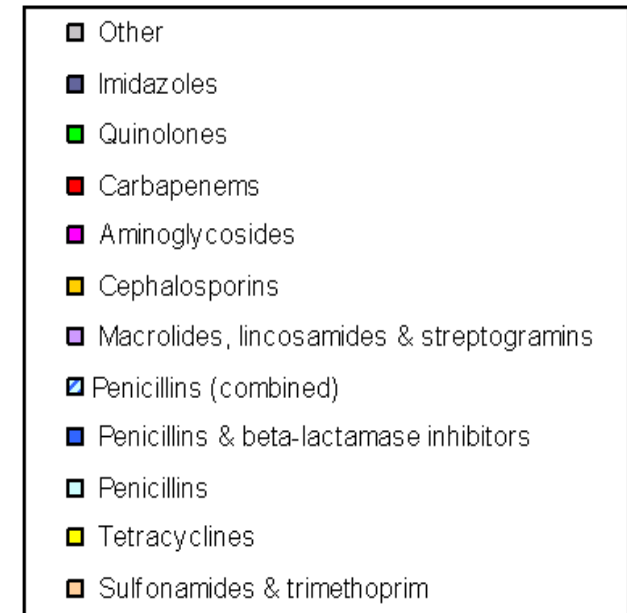 Other
Imidazoles
Quinolones
Carbapenems
Aminoglycosides
Cephalosporins
Macrolides, lincosamides & streptogramins
Penicillins (combined)
Penicillins & beta-lactamase inhibitors
Penicillins
Tetracyclines
Sulfonamides & trimethoprim